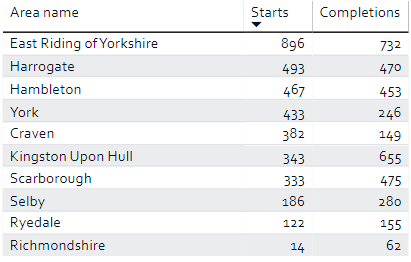 Area name Starts Completions
East Riding of Yorkshire 896 732
Harrogate 493 470
Hambleton 467 453
York 433 246
Craven 382 149
Kingston Upon Hull 343 655
Scarborough 333 475
Selby 186 280
Ryedale 122 155
Richmondshire 14 62